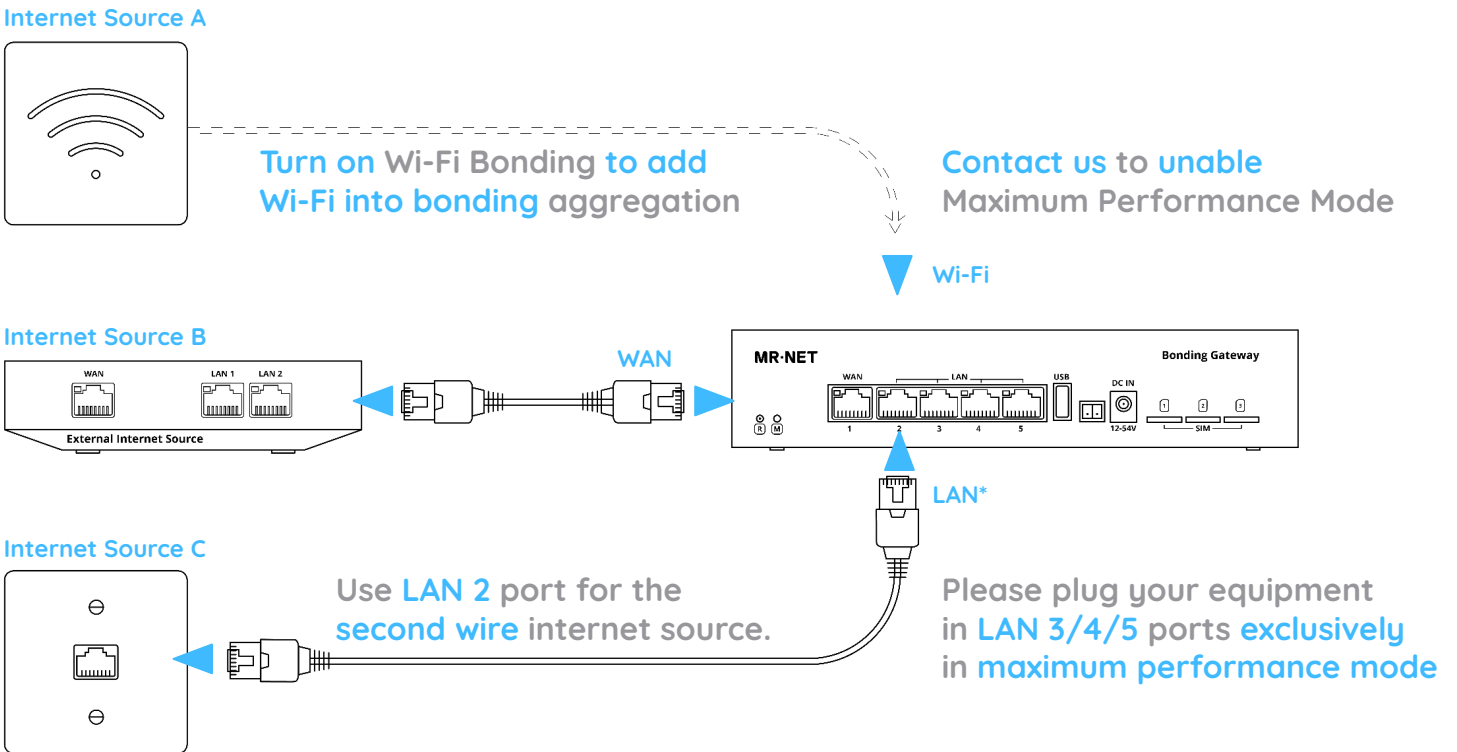 Internet Source A
Turn on Wi-Fi Bonding to add
Wi-Fi into bonding aggregation
Contact us to unable
Maximum Performance Mode
Wi-Fi
Internet Source B
WAN
LAN 1
LAN 2
External Internet Source
WAN
MR·NET
Bonding Gateway
WAN
LAN
USB
DC IN
1
2
3
R
M
1
2
3
4
5
12-54V
SIM
LAN*
Internet Source C
Use LAN 2 port for the
second wire internet source.
Please plug your equipment
in LAN 3/4/5 ports exclusively
in maximum performance mode